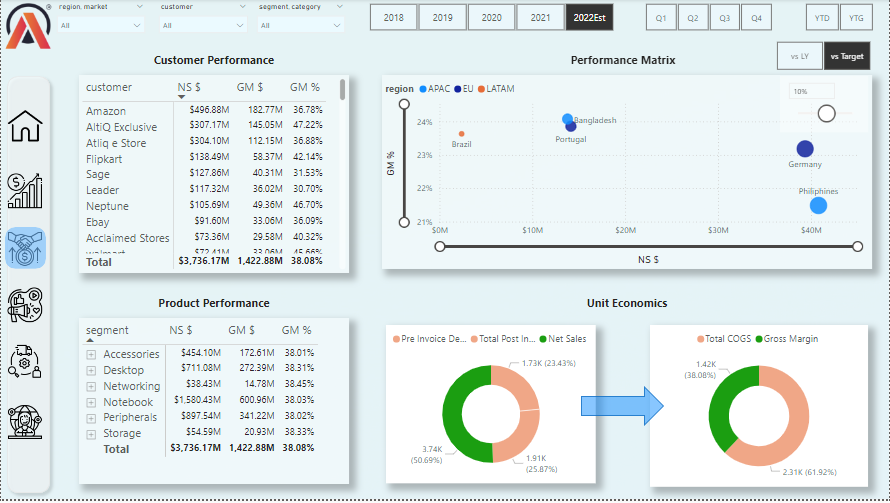 region, market
customer
segment, category
All
All
All
2018
2019
2020
2021
2022Est
Q1
Q2
Q3
Q4
YTD
YTG
vs LY
vs Target
Customer Performance
customer NS $ GM $ GM %
Amazon $496.88M 182.77M 36.78%
AltiQ Exclusive $307.17M 145.05M 47.22%
Atliq e Store $304.10M 112.15M 36.88%
Flipkart $138.49M 58.37M 42.14%
Sage $127.86M 40.31M 31.53%
Leader $117.32M 36.02M 30.70%
Neptune $105.69M 49.36M 46.70%
Ebay $91.60M 33.06M 36.09%
Acclaimed Stores $73.36M 29.58M 40.32%
Total $3,736.17M 1,422.88M 38.08%
Performance Matrix
region APAC EU LATAM
10%
GM %
24%
23%
22%
21%
Brazil
Bangladesh
Portugal
Germany
Philiphines
$0M $10M $20M $30M $40M
NS $
Product Performance
segment NS $ GM $ GM %
Accessories $454.10M 172.61M 38.01%
Desktop $711.08M 272.39M 38.31%
Networking $38.43M 14.78M 38.45%
Notebook $1,580.43M 600.96M 38.03%
Peripherals $897.54M 341.22M 38.02%
Storage $54.59M 20.93M 38.33%
Total $3,736.17M 1,422.88M 38.08%
Unit Economics
Pre Invoice De... Total Post In... Net Sales
1.73K (23.43%)
3.74K
(50.69%)
1.91K
(25.87%)
Total COGS Gross Margin
1.42K
(38.08%)
2.31K (61.92%)